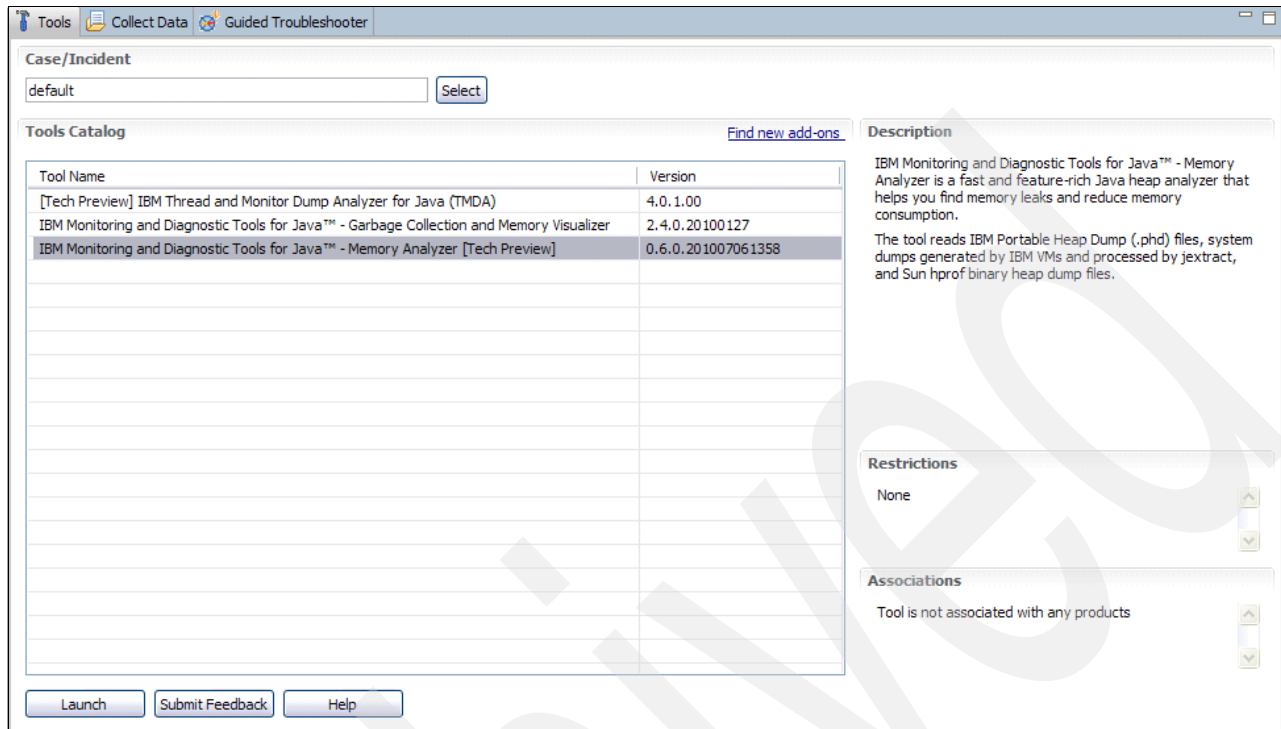 Tools Collect Data Guided Troubleshooter
Case/Incident
default Select
Tools Catalog Find new add-ons
Tool Name Version
[Tech Preview] IBM Thread and Monitor Dump Analyzer for Java (TMDA) 4.0.1.00
IBM Monitoring and Diagnostic Tools for Java™ - Garbage Collection and Memory Visualizer 2.4.0.20100127
IBM Monitoring and Diagnostic Tools for Java™ - Memory Analyzer [Tech Preview] 0.6.0.201007061358
Description
IBM Monitoring and Diagnostic Tools for Java™ - Memory
Analyzer is a fast and feature-rich Java heap analyzer that
helps you find memory leaks and reduce memory
consumption.
The tool reads IBM Portable Heap Dump (.phd) files, system
dumps generated by IBM VMs and processed by jextract,
and Sun hprof binary heap dump files.
Restrictions
None
Associations
Tool is not associated with any products
Launch Submit Feedback Help